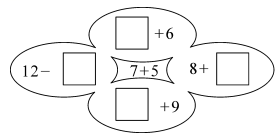 □ +6
12− □ 7+5 8+ □
□ +9